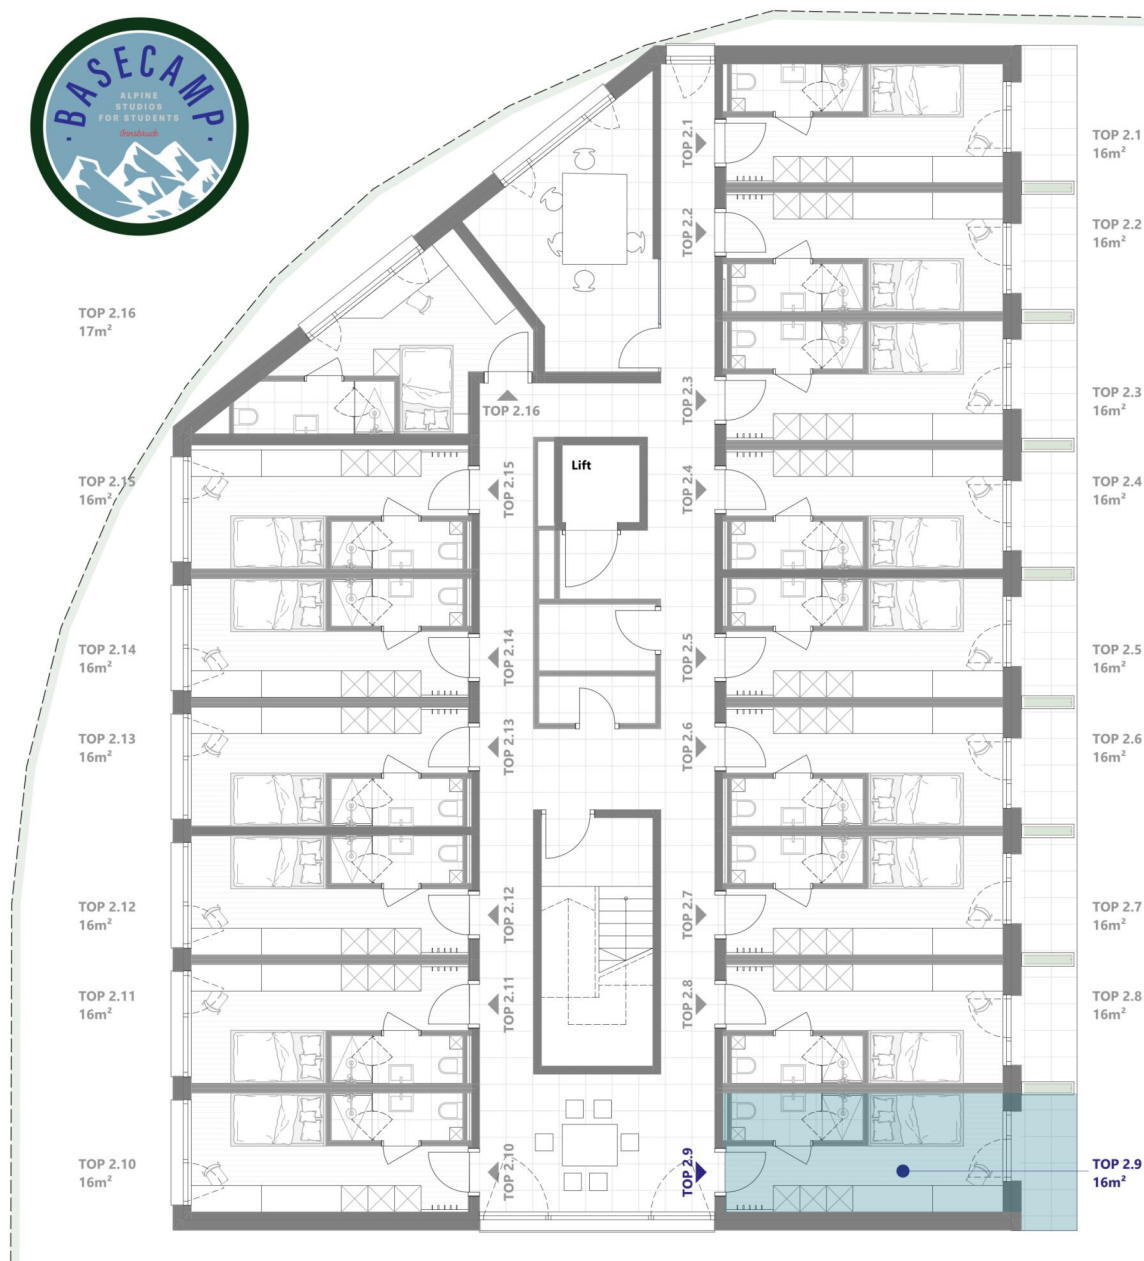 BASECAMP
ALPINE
STUDIOS
FOR STUDENTS
Innsbruck
TOP 2.1
16m²
TOP 2.2
16m²
TOP 2.3
16m²
TOP 2.4
16m²
TOP 2.5
16m²
TOP 2.6
16m²
TOP 2.7
16m²
TOP 2.8
16m²
TOP 2.9
16m²
TOP 2.16
17m²
TOP 2.15
16m²
TOP 2.14
16m²
TOP 2.13
16m²
TOP 2.12
16m²
TOP 2.11
16m²
TOP 2.10
16m²
TOP 2.1
TOP 2.2
TOP 2.3
TOP 2.4
TOP 2.5
TOP 2.6
TOP 2.7
TOP 2.8
TOP 2.9
TOP 2.16
TOP 2.15
TOP 2.14
TOP 2.13
TOP 2.12
TOP 2.11
TOP 2.10
Lift